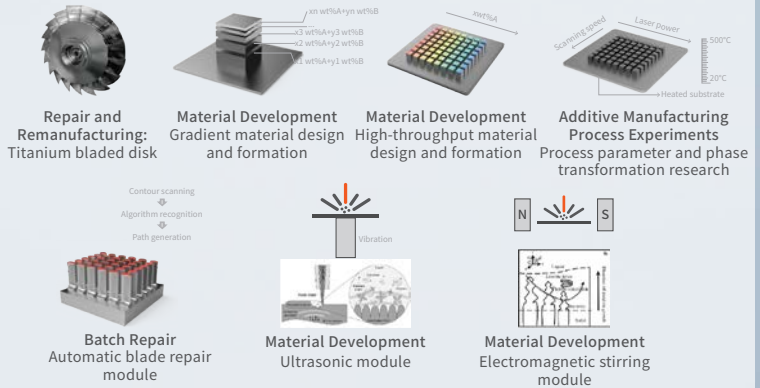 xn wt%A+yn wt%B
x3 wt%A+y3 wt%B
x2 wt%A+y2 wt%B
x1 wt%A+y1 wt%B
xwt%A
Scanning speed
Laser power
500°C
20°C
Heated substrate
Repair and
Remanufacturing:
Titanium bladed disk
Material Development
Gradient material design
and formation
Material Development
High-throughput material
design and formation
Additive Manufacturing
Process Experiments
Process parameter and phase
transformation research
Contour scanning
Algorithm recognition
Path generation
Batch Repair
Automatic blade repair
module
Vibration
Material Development
Ultrasonic module
N
S
Material Development
Electromagnetic stirring
module